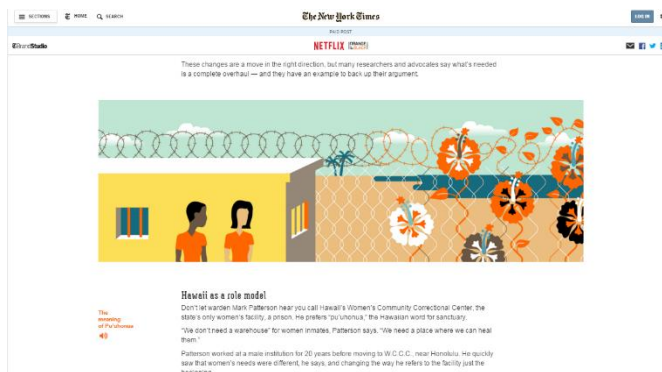 SECTIONS HOME SEARCH The New York Times LOG IN
PAID POST
TBrandStudio NETFLIX
These changes are a move in the right direction, but many researchers and advocates say what's needed
is a complete overhaul — and they have an example to back up their argument.
Hawaii as a role model
Don't let warden Mark Patterson hear you call Hawaii's Women's Community Correctional Center, the
state's only women's facility, a prison. He prefers "pu'uhonua," the Hawaiian word for sanctuary.
The
meaning
of Pu'uhonua
"We don't need a warehouse" for women inmates, Patterson says. "We need a place where we can heal
them."
Patterson worked at a male institution for 20 years before moving to W.C.C.C., near Honolulu. He quickly
saw that women's needs were different, he says, and changing the way he refers to the facility just the
beginning.